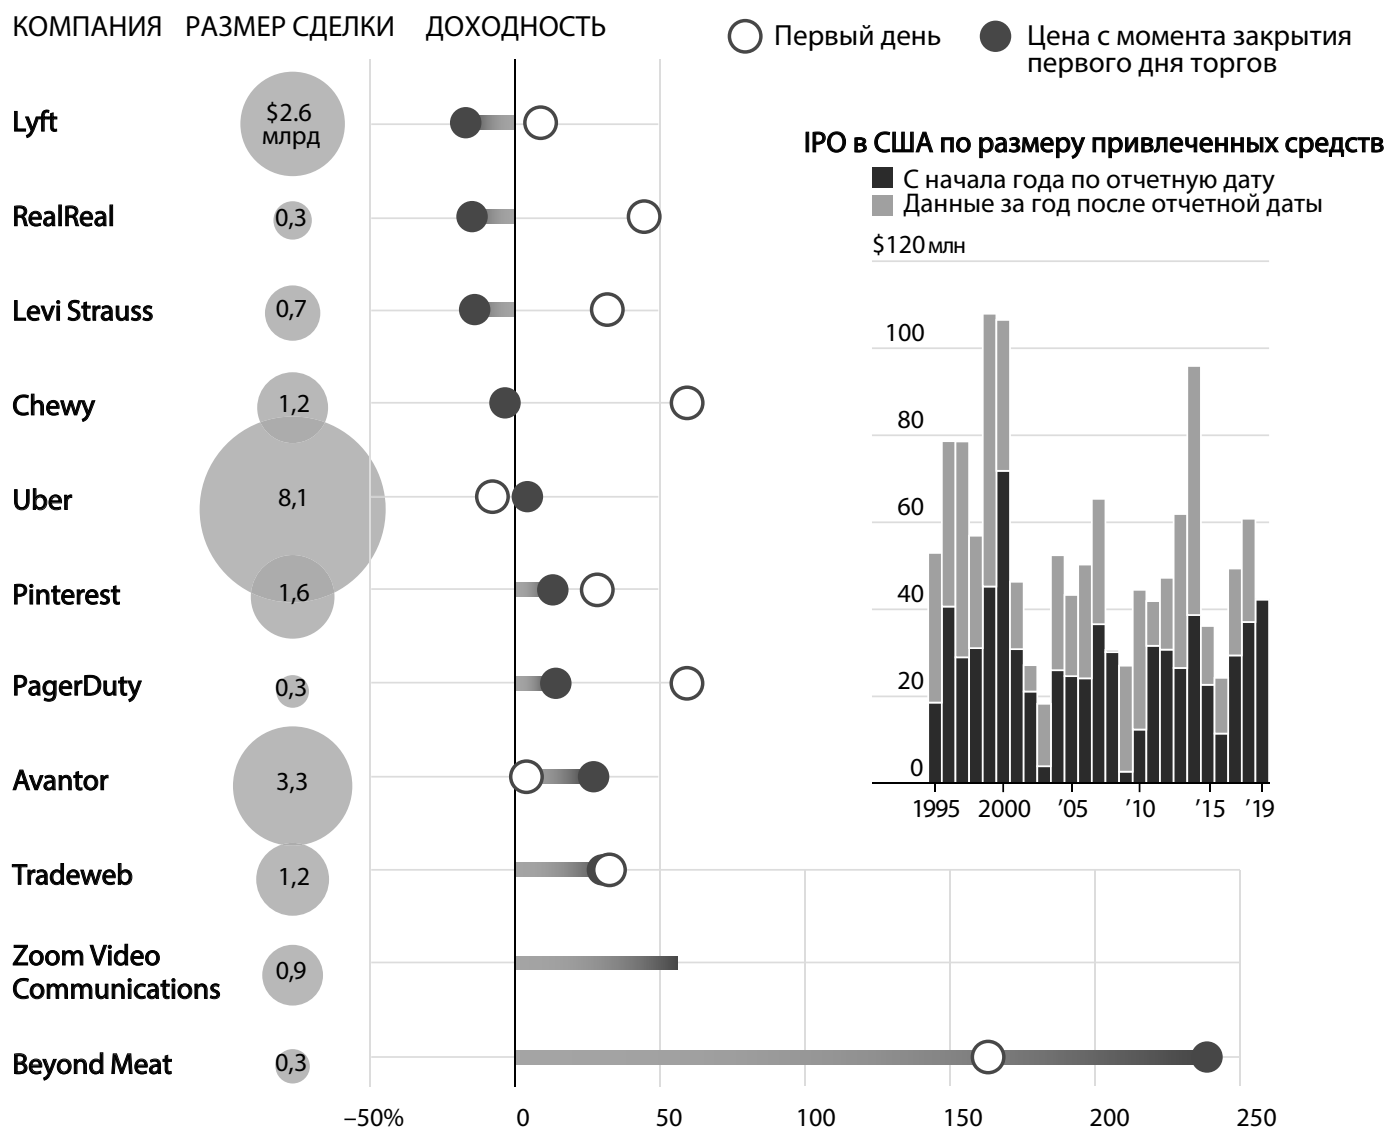 КОМПАНИЯ РАЗМЕР СДЕЛКИ ДОХОДНОСТЬ
Первый день
Цена с момента закрытия
первого дня торгов
Lyft
$2.6
млрд
RealReal
0,3
Levi Strauss
0,7
Chewy
1,2
Uber
8,1
Pinterest
1,6
PagerDuty
0,3
Avantor
3,3
Tradeweb
1,2
Zoom Video
Communications
0,9
Beyond Meat
0,3
–50% 0 50 100 150 200 250
IPO в США по размеру привлеченных средств
С начала года по отчетную дату
Данные за год после отчетной даты
$120 млн
100
80
60
40
20
0
1995 2000 ’05 ’10 ’15 ’19